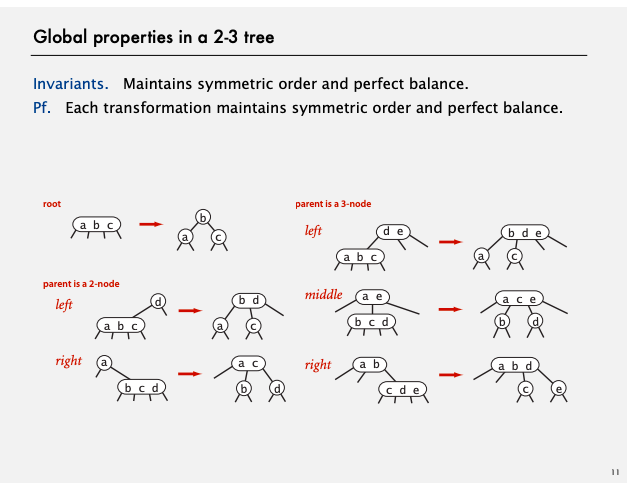 Global properties in a 2-3 tree
Invariants. Maintains symmetric order and perfect balance.
Pf. Each transformation maintains symmetric order and perfect balance.
root
a b c
b
a c
parent is a 2-node
left
d
a b c
b d
a c
right
a
b c d
a c
b d
parent is a 3-node
left
d e
a b c
b d e
a c
middle
a e
b c d
a c e
b d
right
a b
c d e
a b d
c e
11